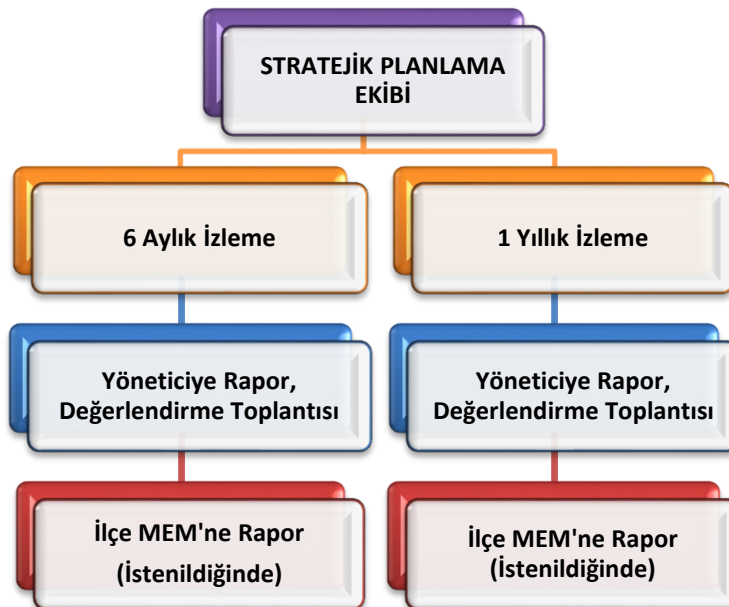 STRATEJİK PLANLAMA
EKİBİ
6 Aylık İzleme
1 Yıllık İzleme
Yöneticiye Rapor,
Değerlendirme Toplantısı
Yöneticiye Rapor,
Değerlendirme Toplantısı
İlçe MEM'ne Rapor
(İstenildiğinde)
İlçe MEM'ne Rapor
(İstenildiğinde)